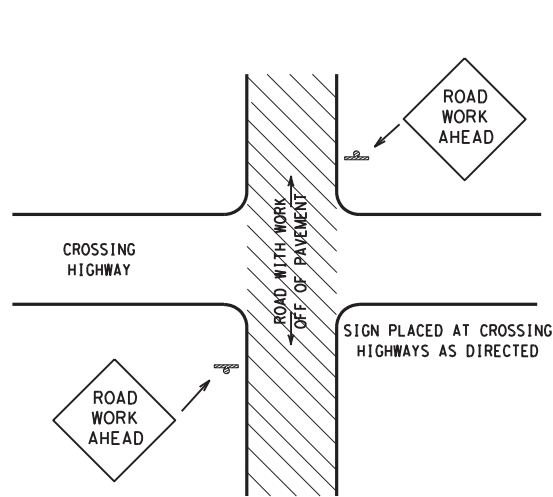 ROAD
WORK
AHEAD
CROSSING
HIGHWAY
ROAD WITH WORK
OFF OF PAVEMENT
SIGN PLACED AT CROSSING
HIGHWAYS AS DIRECTED
ROAD
WORK
AHEAD